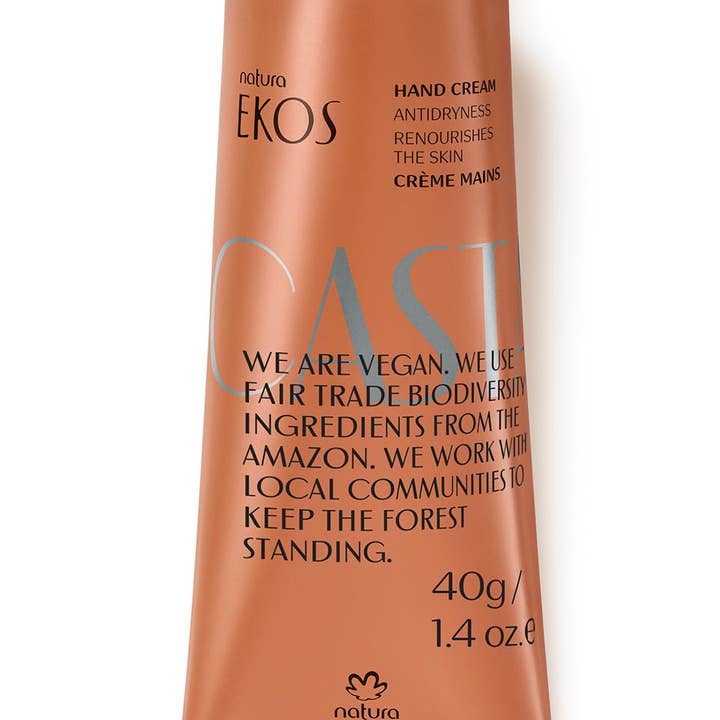 natura
EKOS
HAND CREAM
ANTIDRYNESS
RENOURISHES
THE SKIN
CRÈME MAINS
WE ARE VEGAN. WE USE
FAIR TRADE BIODIVERSITY
INGREDIENTS FROM THE
AMAZON. WE WORK WITH
LOCAL COMMUNITIES TO
KEEP THE FOREST
STANDING.
40g/
1.4 oz.e
natura